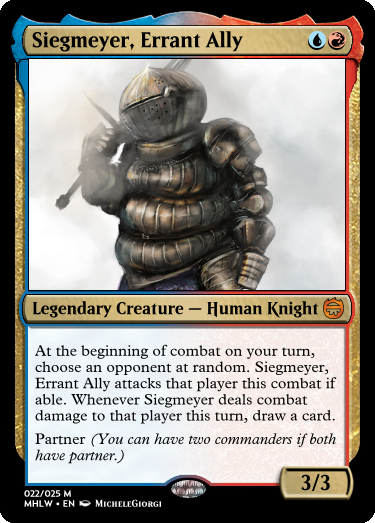 Siegmeyer, Errant Ally
Legendary Creature — Human Knight
At the beginning of combat on your turn,
choose an opponent at random. Siegmeyer,
Errant Ally attacks that player this combat if
able. Whenever Siegmeyer deals combat
damage to that player this turn, draw a card.
Partner (You can have two commanders if both
have partner.)
3/3
022/025 M
MHLW • EN MicheleGiorgi